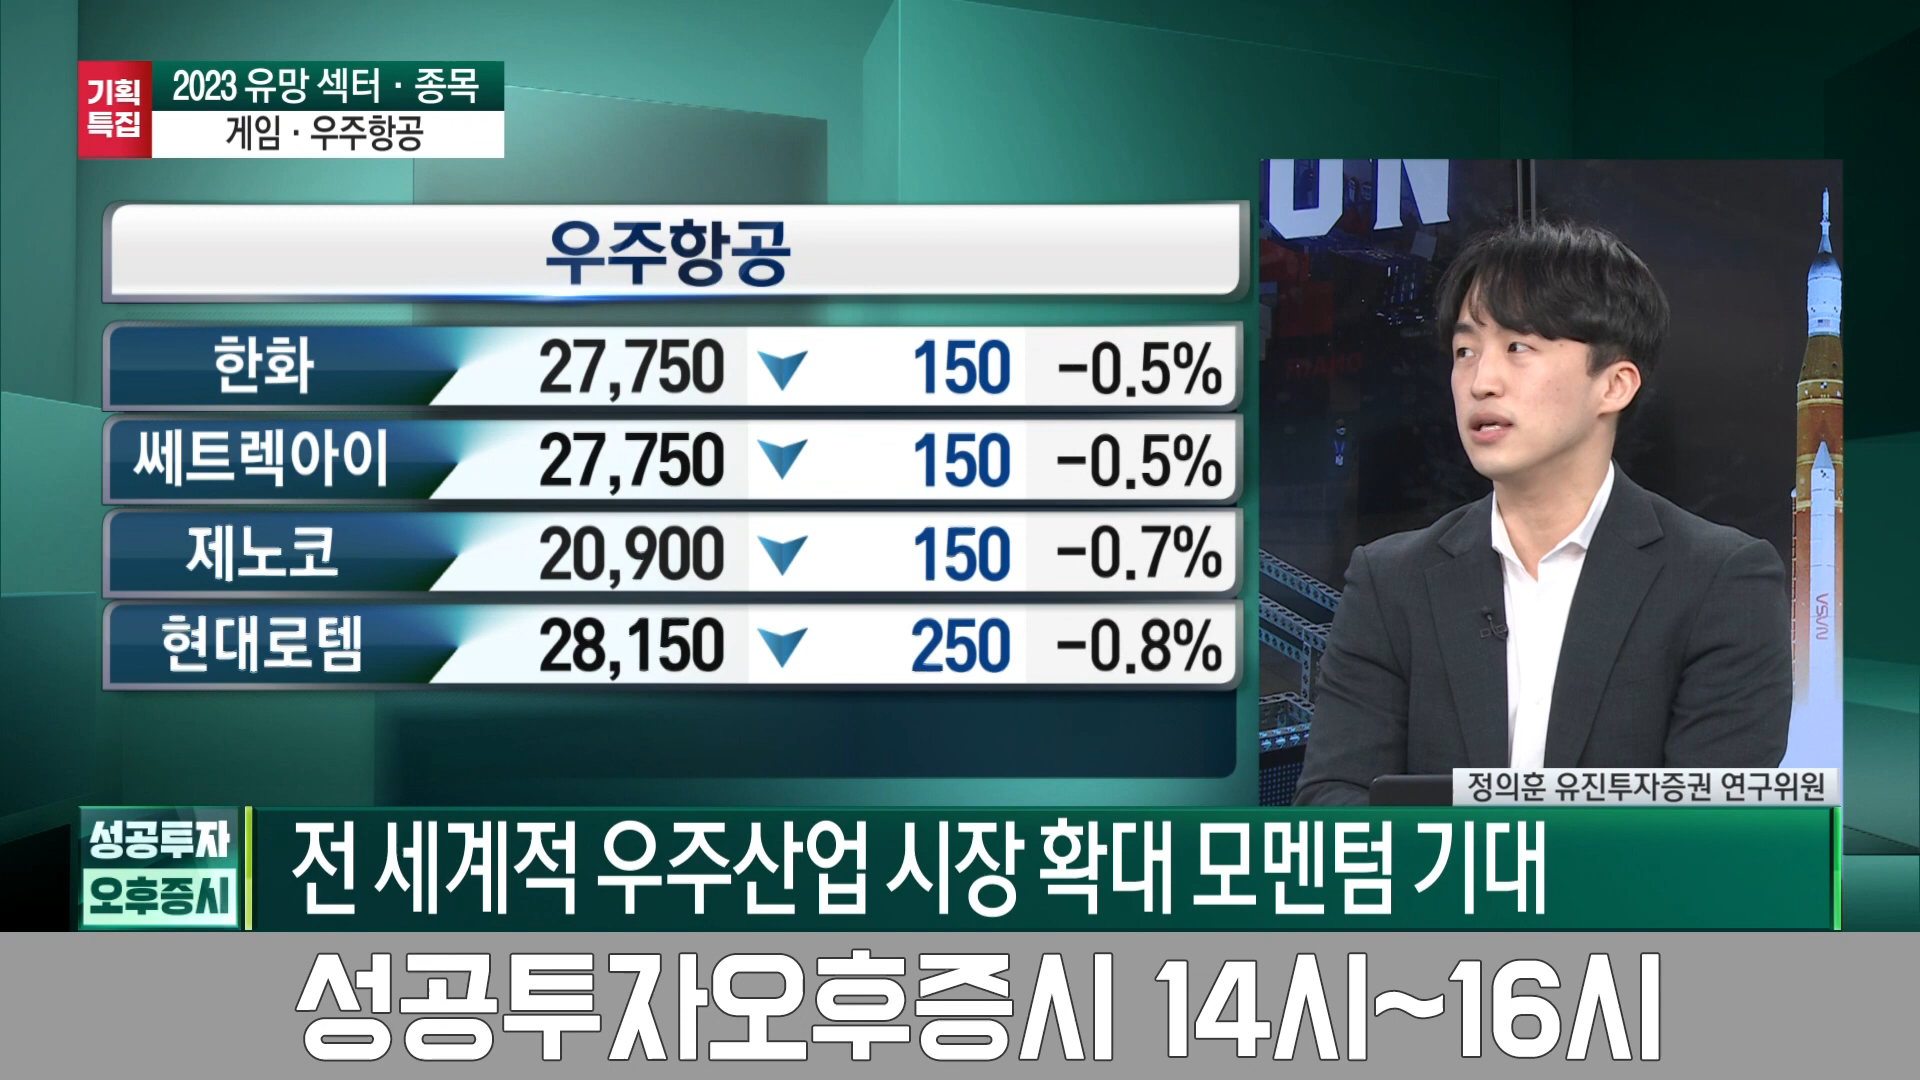 기획
특집
2023 유망 섹터 · 종목
게임 · 우주항공
우주항공
한화 27,750 ▼ 150 -0.5%
쎄트렉아이 27,750 ▼ 150 -0.5%
제노코 20,900 ▼ 150 -0.7%
현대로템 28,150 ▼ 250 -0.8%
정의훈 유진투자증권 연구위원
성공투자
오후증시
전 세계적 우주산업 시장 확대 모멘텀 기대
성공투자오후증시 14시~16시